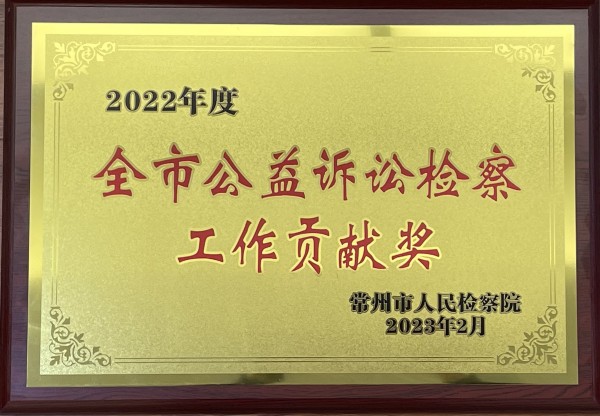 2022年度
全市公益诉讼检察
工作贡献奖
常州市人民检察院
2023年2月